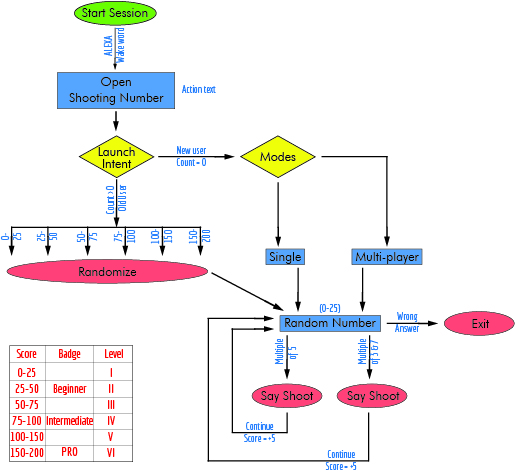 Start Session
ALEXA
Wake word
Open
Shooting Number
Action text
Launch
Intent
New user
Count = 0
Modes
Count > 0
Old User
0-
25
25-
50
50-
75
75-
100
100-
150
150-
200
Randomize
Single
Multi-player
(0-25)
Random Number
Wrong
Answer
Exit
Multiple
of 5
Multiple
of 5 & 7
Say Shoot
Say Shoot
Continue
Score = +5
Continue
Score = +5
Score Badge Level
0-25 I
25-50 Beginner II
50-75 III
75-100 Intermediate IV
100-150 V
150-200 PRO VI